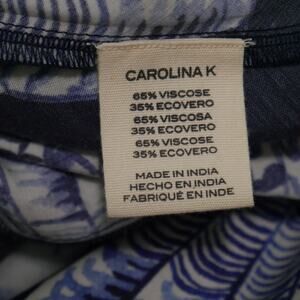 CAROLINA K
65% VISCOSE
35% ECOVERO
65% VISCOSA
35% ECOVERO
65% VISCOSE
35% ECOVERO
MADE IN INDIA
HECHO EN INDIA
FABRIQUÉ EN INDE